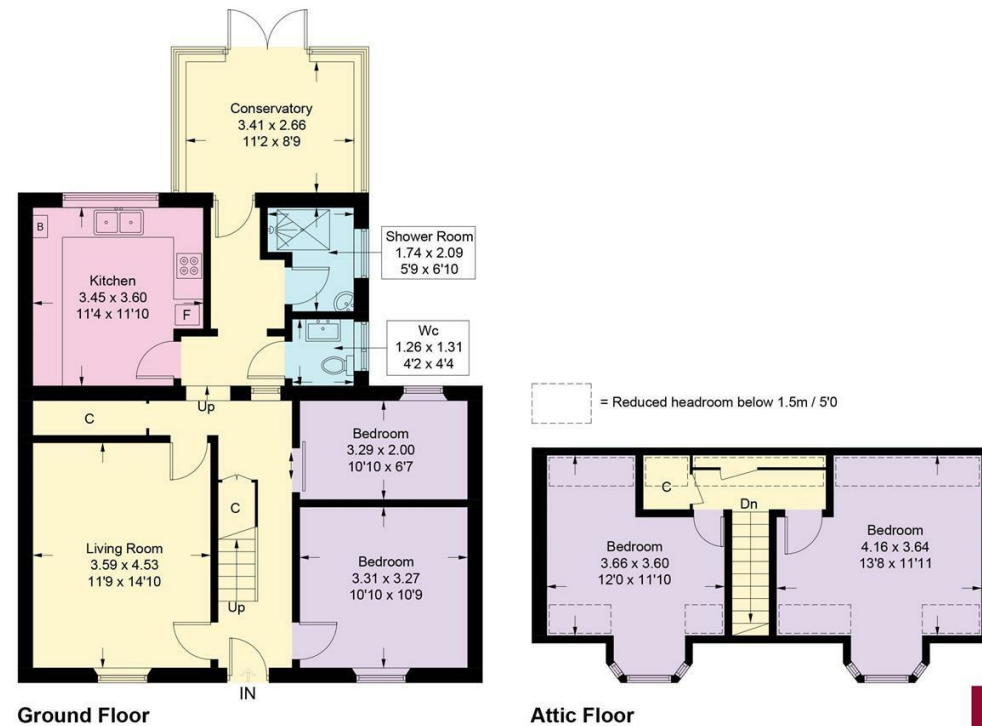 Conservatory
3.41 x 2.66
11'2 x 8'9
B
Kitchen
3.45 x 3.60
11'4 x 11'10
F
Shower Room
1.74 x 2.09
5'9 x 6'10
Wc
1.26 x 1.31
4'2 x 4'4
Up
C
Bedroom
3.29 x 2.00
10'10 x 6'7
C
Living Room
3.59 x 4.53
11'9 x 14'10
Up
Bedroom
3.31 x 3.27
10'10 x 10'9
IN
Ground Floor
= Reduced headroom below 1.5m / 5'0
C
Dn
Bedroom
3.66 x 3.60
12'0 x 11'10
Bedroom
4.16 x 3.64
13'8 x 11'11
Attic Floor